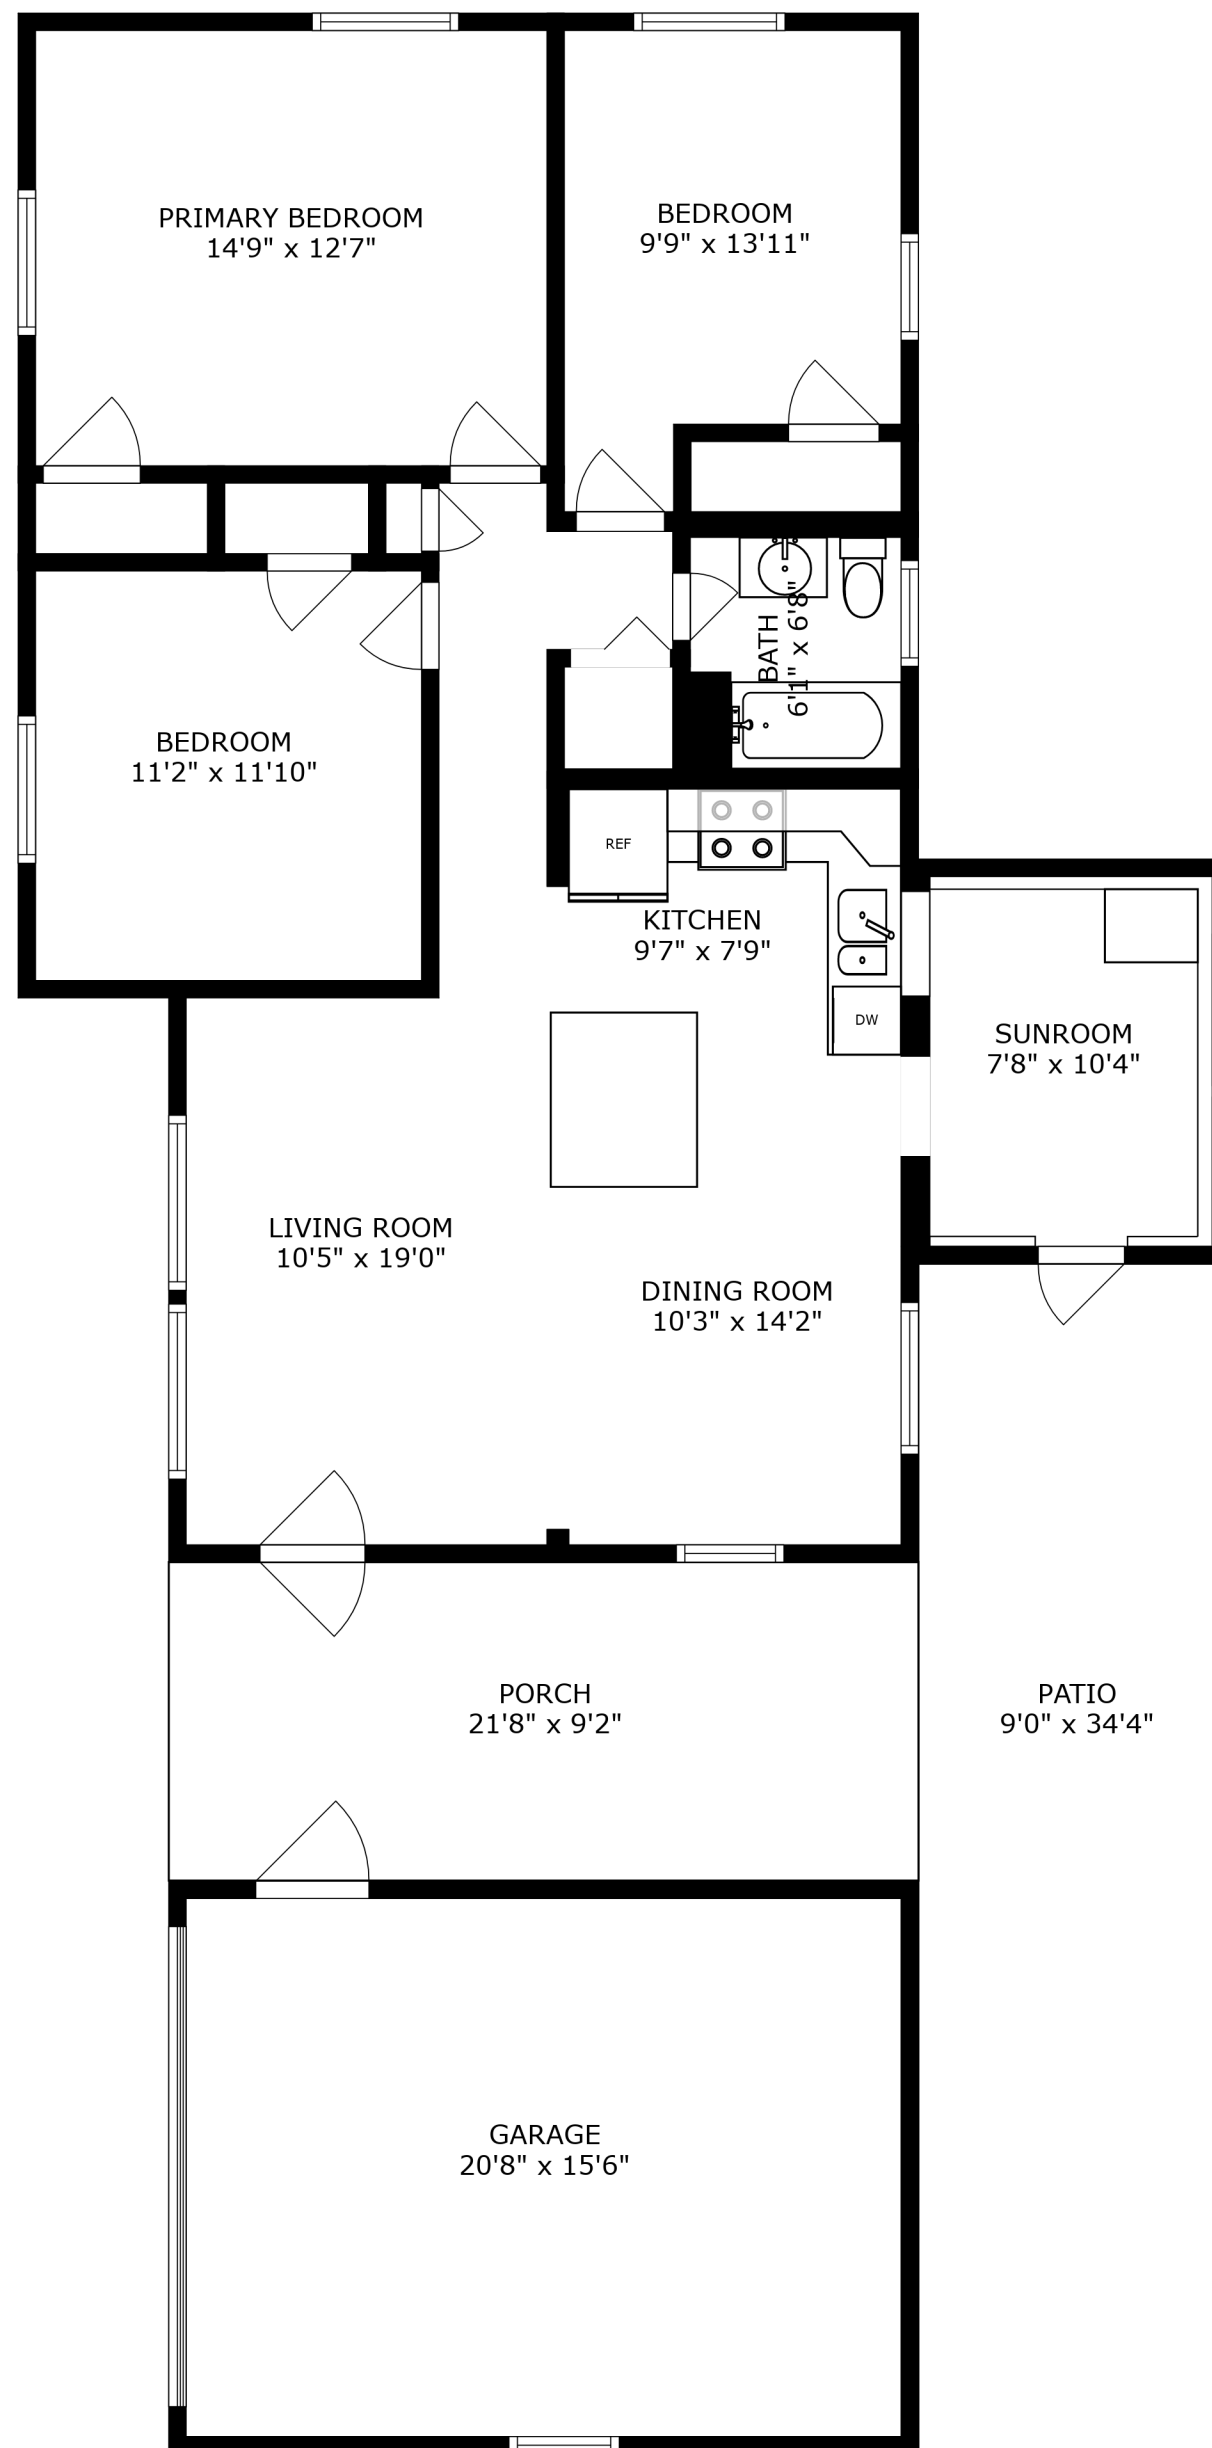 PRIMARY BEDROOM
14'9" x 12'7"
BEDROOM
9'9" x 13'11"
BATH
6'1" x 6'8"
BEDROOM
11'2" x 11'10"
REF
KITCHEN
9'7" x 7'9"
DW
SUNROOM
7'8" x 10'4"
LIVING ROOM
10'5" x 19'0"
DINING ROOM
10'3" x 14'2"
PORCH
21'8" x 9'2"
PATIO
9'0" x 34'4"
GARAGE
20'8" x 15'6"